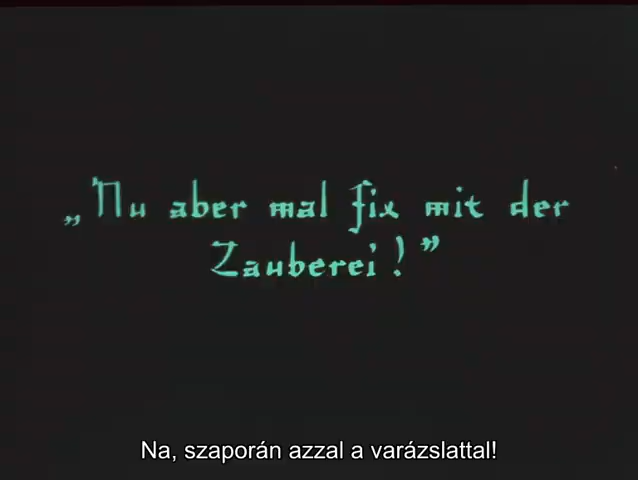 „Nu aber mal fix mit der
Zauberei!”
Na, szaporán azzal a varázslattal!